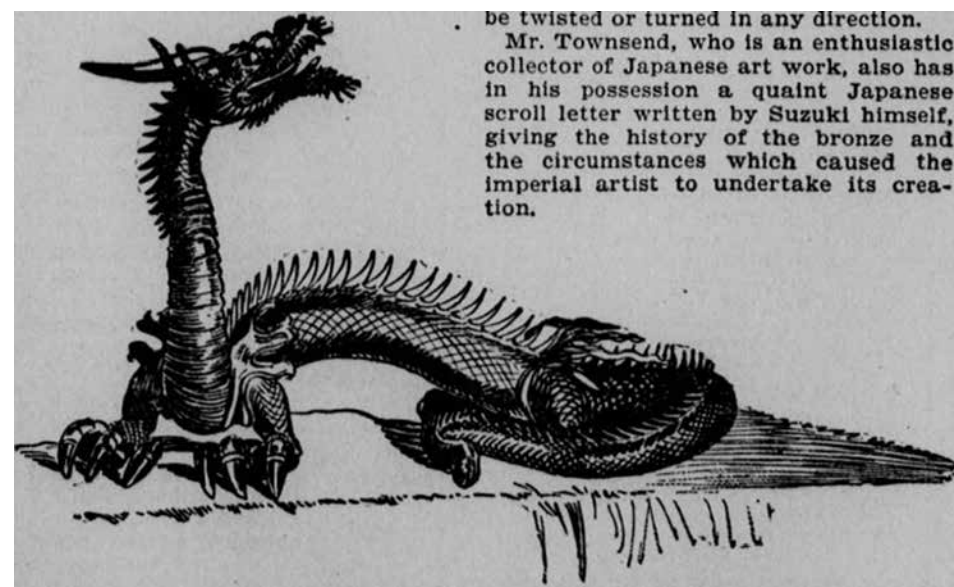 be twisted or turned in any direction.
Mr. Townsend, who is an enthusiastic
collector of Japanese art work, also has
in his possession a quaint Japanese
scroll letter written by Suzuki himself,
giving the history of the bronze and
the circumstances which caused the
imperial artist to undertake its crea-
tion.